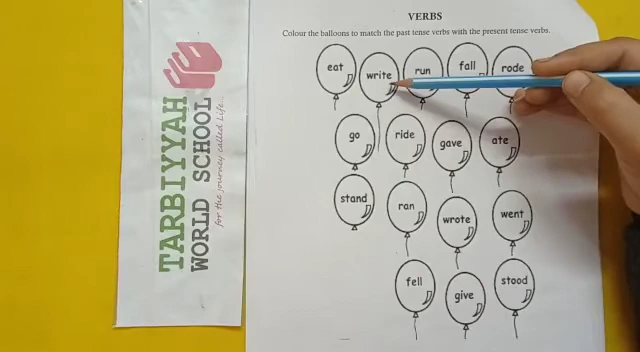 VERBS
Colour the balloons to match the past tense verbs with the present tense verbs.
eat
write
run
fall
rode
go
ride
gave
ate
stand
ran
wrote
went
fell
give
stood
TARBIYYAH
WORLD SCHOOL
for the journey called Life...